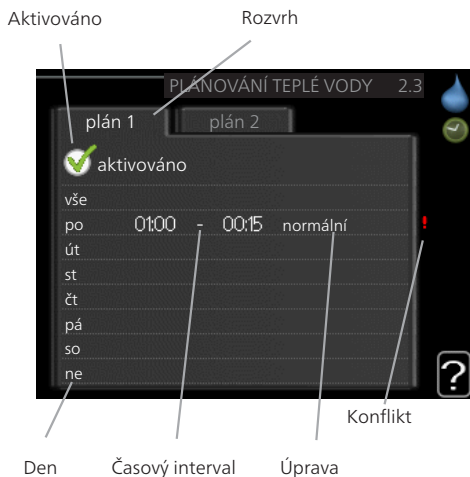 Aktivováno Rozvrh
PLÁNOVÁNÍ TEPLÉ VODY 2.3
plán 1 plán 2
aktivováno
vše
po 01:00 - 00:15 normální !
út
st
čt
pá
so
ne
?
Konflikt
Den Časový interval Úprava